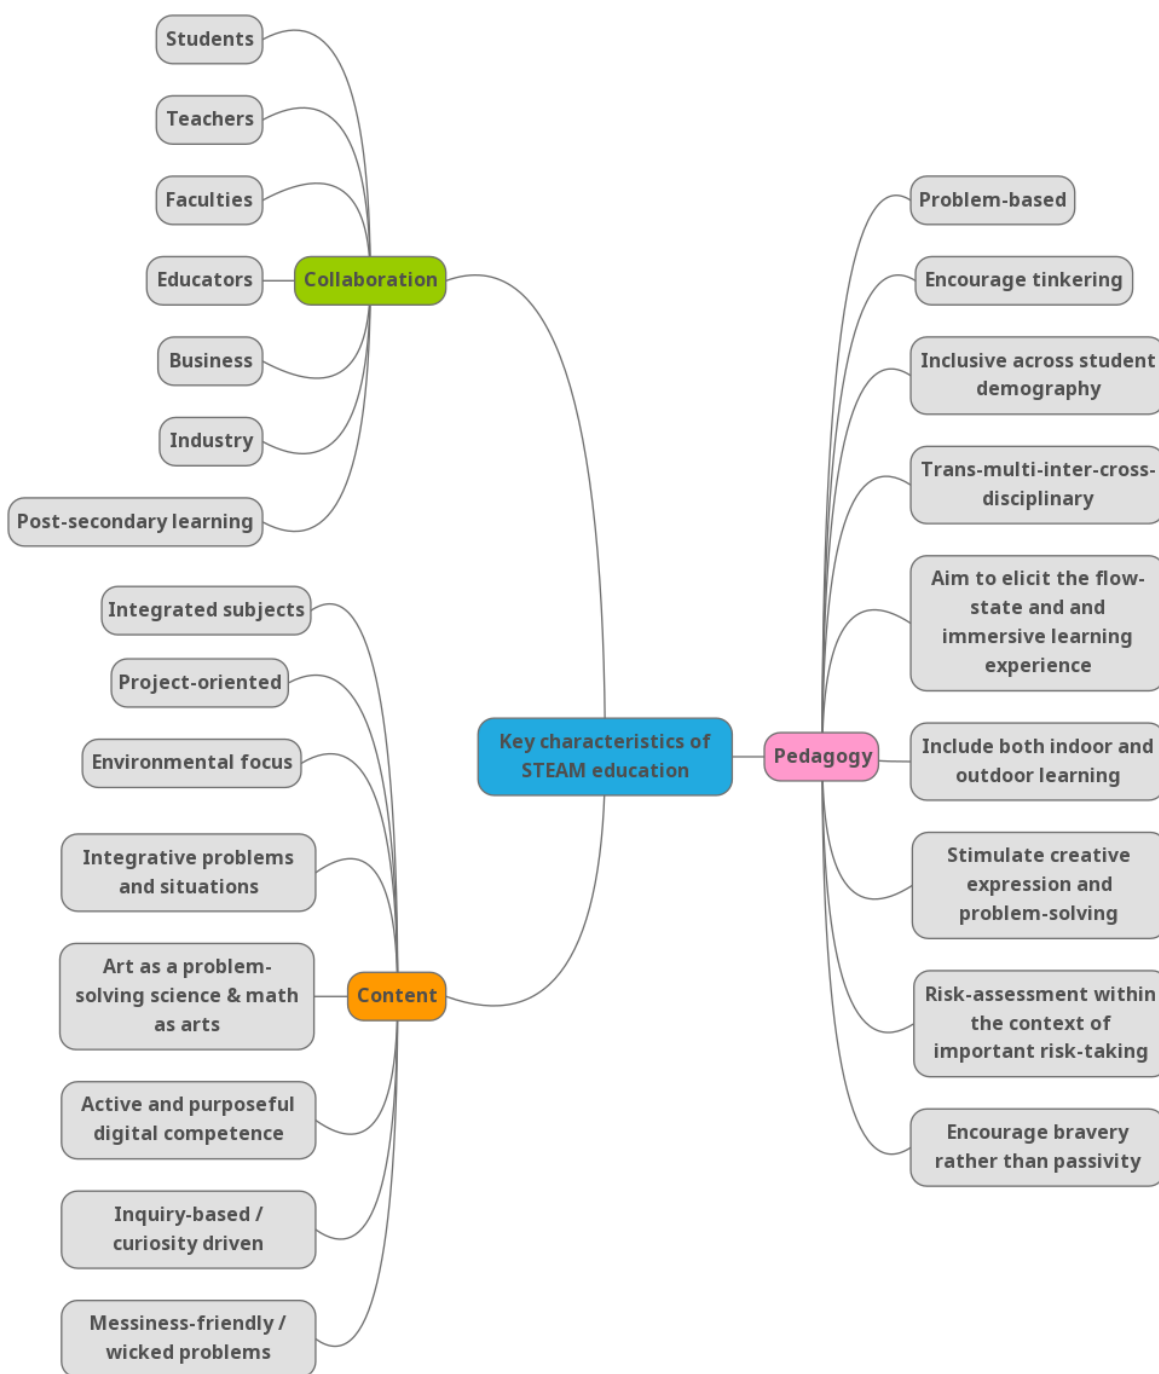 Key characteristics of
STEAM education
Collaboration
Students
Teachers
Faculties
Educators
Business
Industry
Post-secondary learning
Content
Integrated subjects
Project-oriented
Environmental focus
Integrative problems
and situations
Art as a problem-
solving science & math
as arts
Active and purposeful
digital competence
Inquiry-based /
curiosity driven
Messiness-friendly /
wicked problems
Pedagogy
Problem-based
Encourage tinkering
Inclusive across student
demography
Trans-multi-inter-cross-
disciplinary
Aim to elicit the flow-
state and and
immersive learning
experience
Include both indoor and
outdoor learning
Stimulate creative
expression and
problem-solving
Risk-assessment within
the context of
important risk-taking
Encourage bravery
rather than passivity